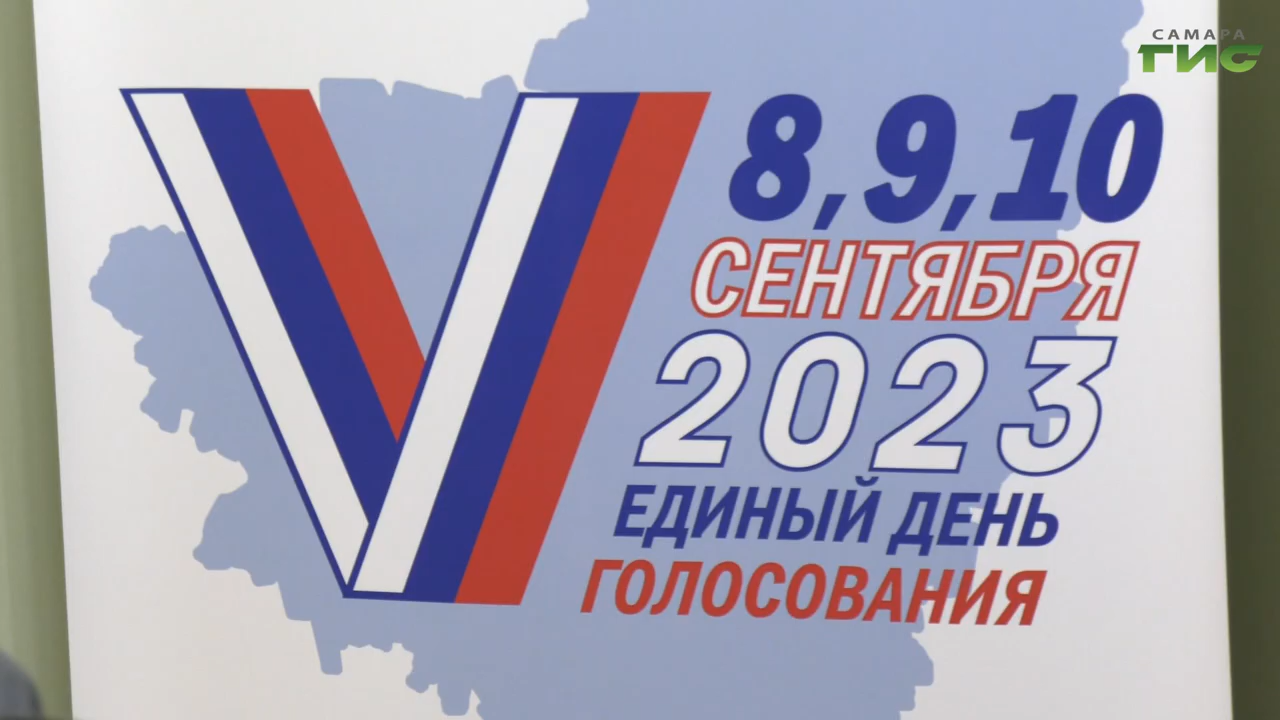 САМАРА
ГИС
8, 9, 10
СЕНТЯБРЯ
2023
ЕДИНЫЙ ДЕНЬ
ГОЛОСОВАНИЯ